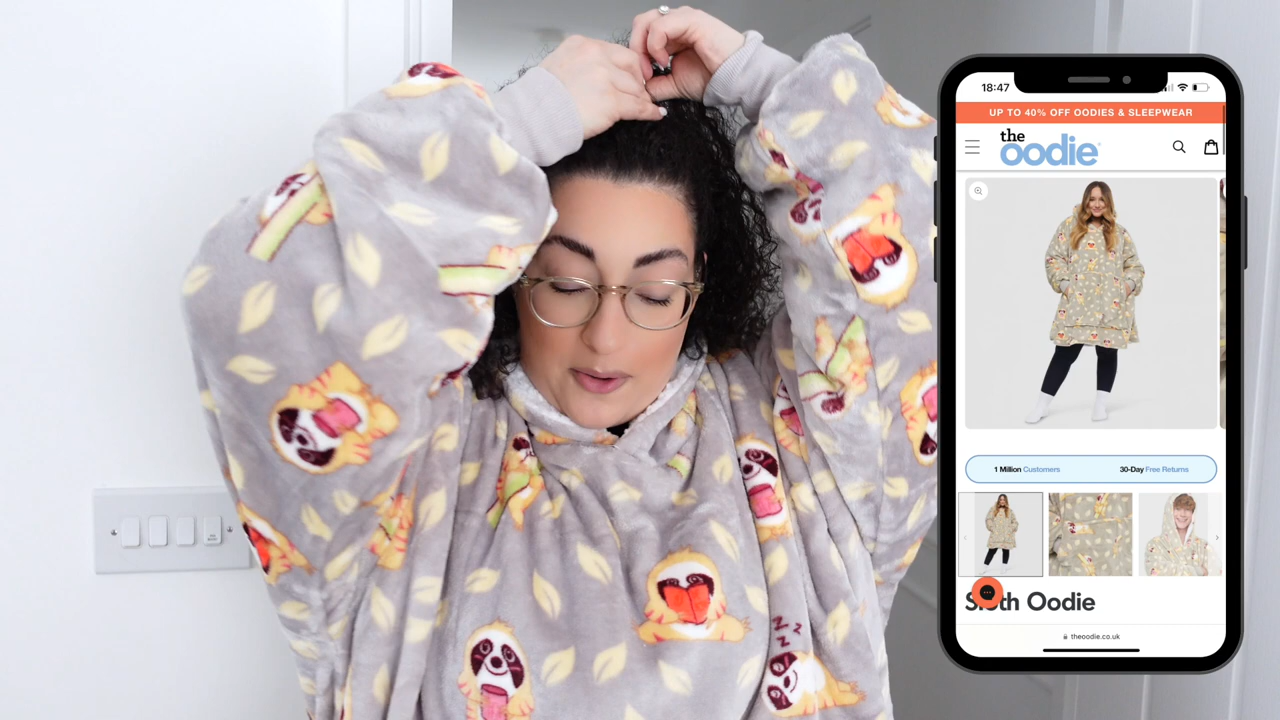 18:47
UP TO 40% OFF OODIES & SLEEPWEAR
the
oodie
1 Million Customers
30-Day Free Returns
Sloth Oodie
theoodie.co.uk
z z z